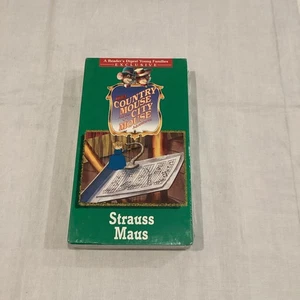 A Reader's Digest Young Families
EXCLUSIVE
COUNTRY
MOUSE
CITY
MOUSE
Strauss
Maus